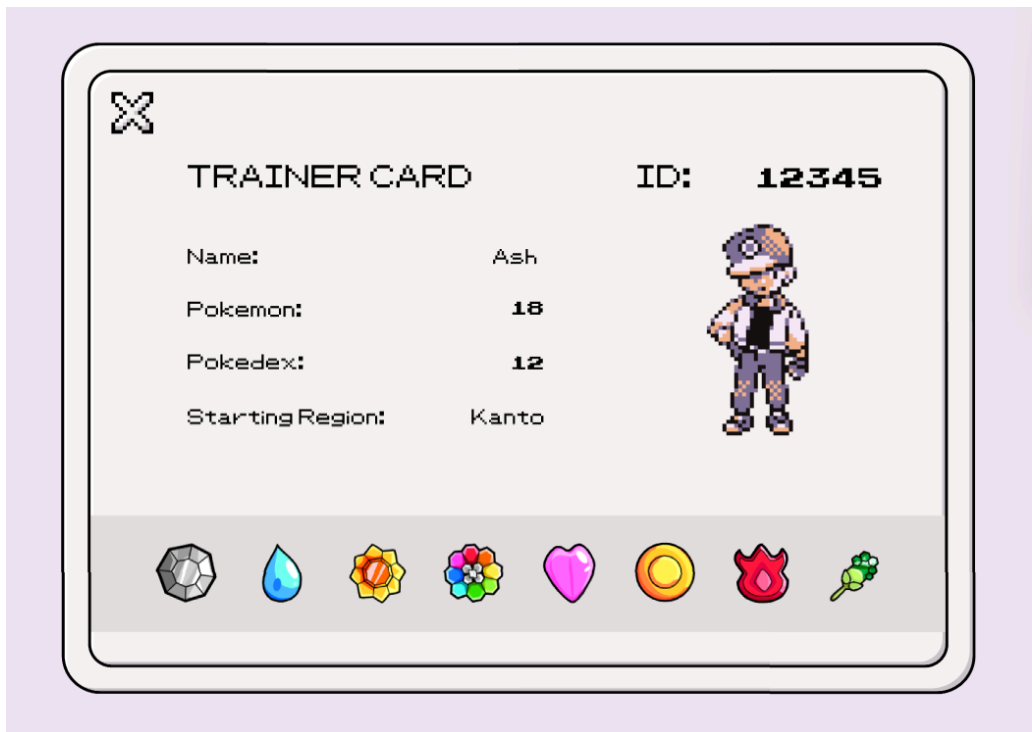 TRAINER CARD ID: 12345
Name: Ash
Pokemon: 18
Pokedex: 12
Starting Region: Kanto